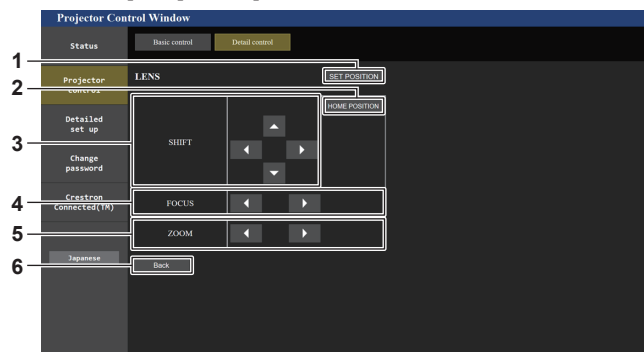 Projector Control Window
Status
Basic control
Detail control
1
Projector
control
LENS
SET POSITION
2
HOME POSITION
Detailed
set up
3
SHIFT
Change
password
4
Crestron
Connected(TM)
FOCUS
5
ZOOM
Japanese
6
Back